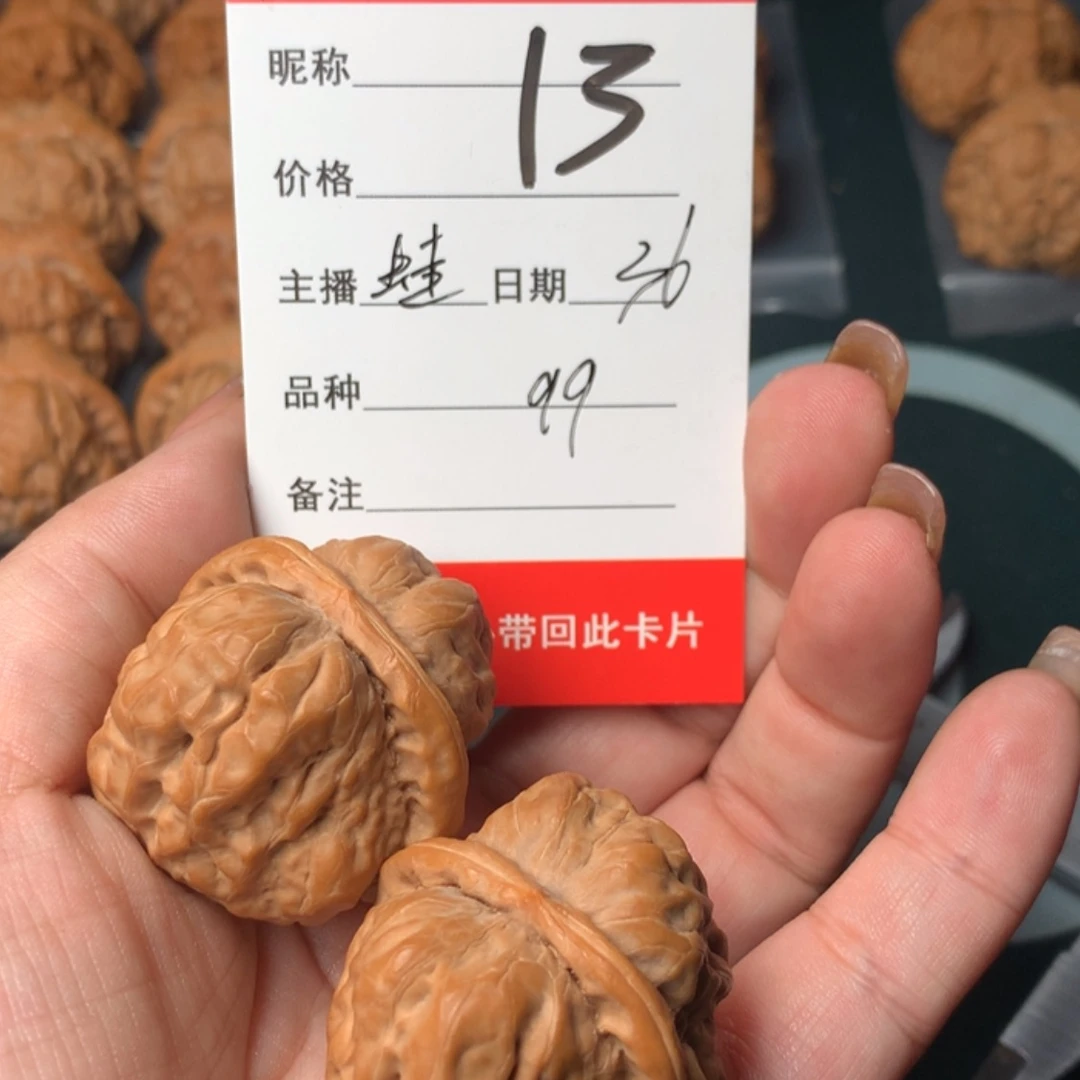 昵称 13
价格
主播 蛙 日期 26
品种 99
备注
带回此卡片